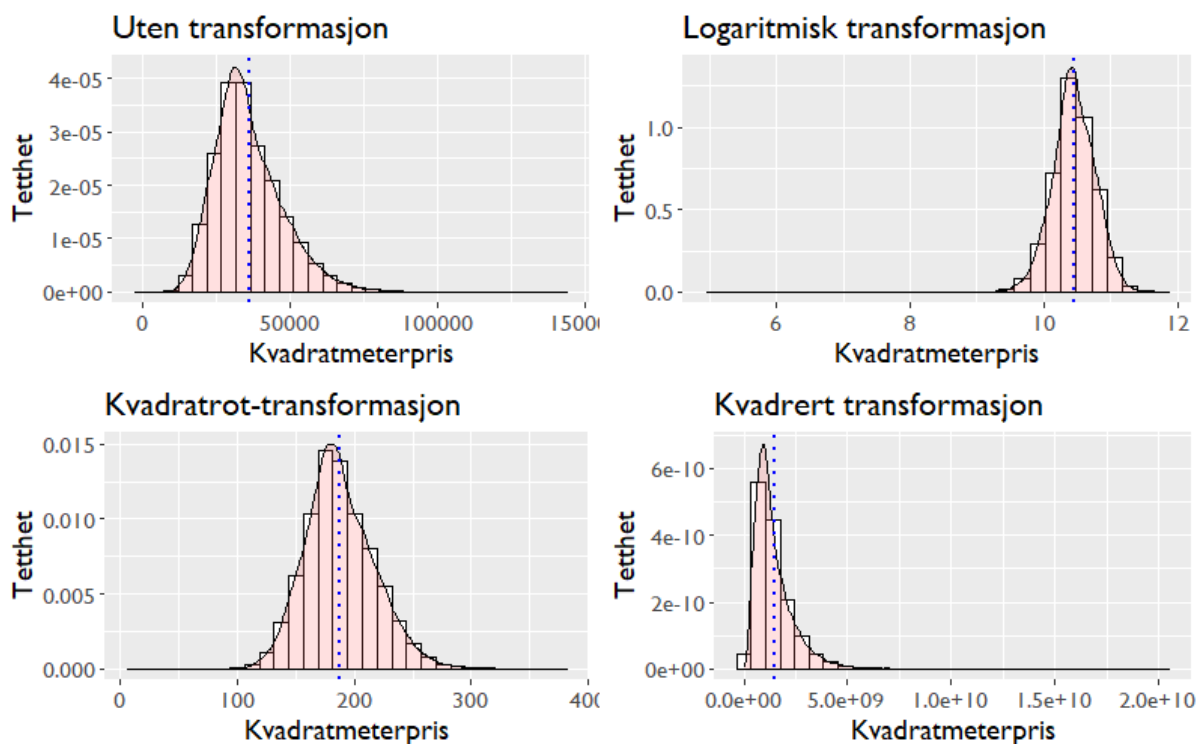 Uten transformasjon
4e-05
3e-05
2e-05
1e-05
0e+00
Tetthet
0 50000 100000 15000
Kvadratmeterpris
Logaritmisk transformasjon
1.0
0.5
0.0
Tetthet
6 8 10 12
Kvadratmeterpris
Kvadratrot-transformasjon
0.015
0.010
0.005
0.000
Tetthet
0 100 200 300 400
Kvadratmeterpris
Kvadrert transformasjon
6e-10
4e-10
2e-10
0e+00
Tetthet
0.0e+00 5.0e+09 1.0e+10 1.5e+10 2.0e+10
Kvadratmeterpris